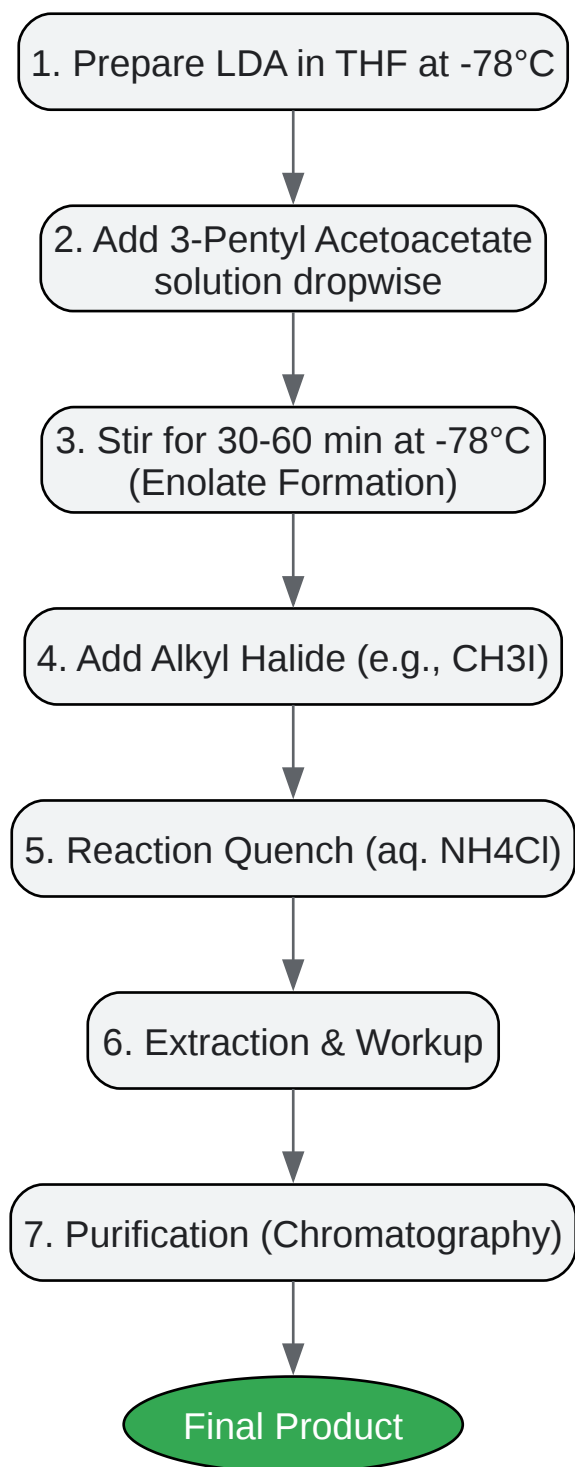 1. Prepare LDA in THF at -78°C
2. Add 3-Pentyl Acetoacetate
solution dropwise
3. Stir for 30-60 min at -78°C
(Enolate Formation)
4. Add Alkyl Halide (e.g., CH3I)
5. Reaction Quench (aq. NH4Cl)
6. Extraction & Workup
7. Purification (Chromatography)
Final Product